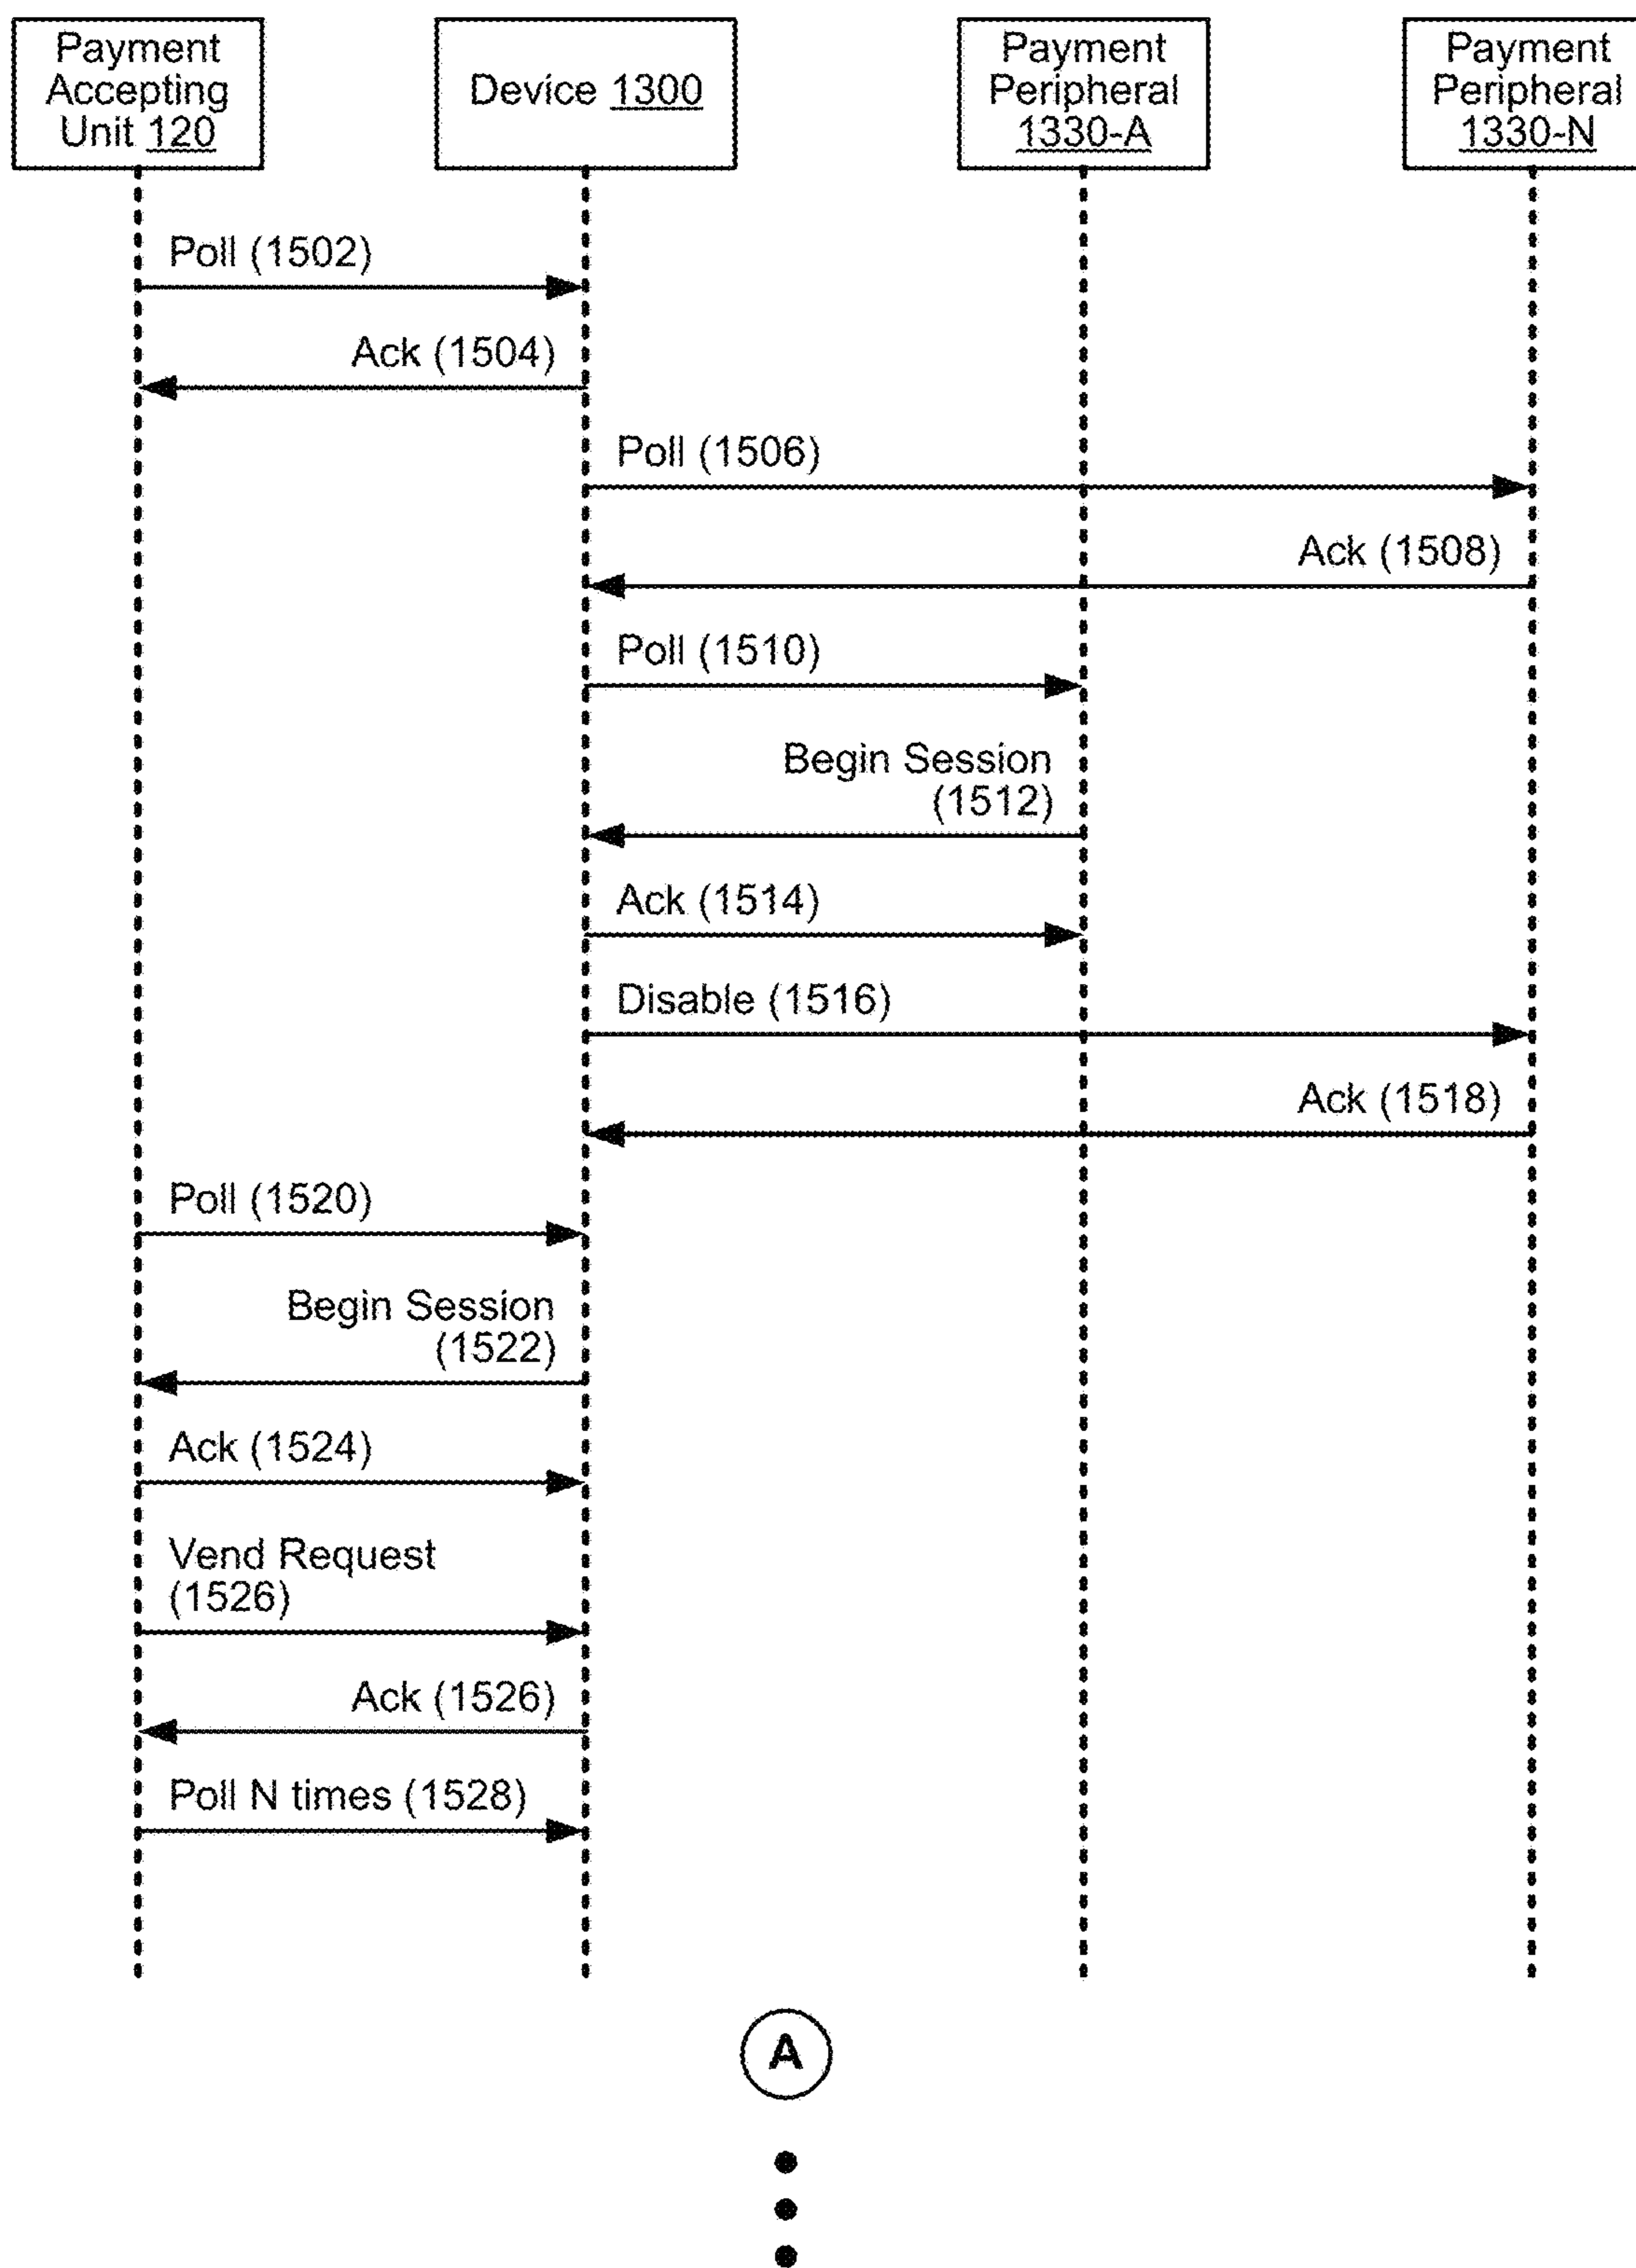 Payment
Accepting
Unit 120
Device 1300
Payment
Peripheral
1330-A
Payment
Peripheral
1330-N
Poll (1502)
Ack (1504)
Poll (1506)
Ack (1508)
Poll (1510)
Begin Session
(1512)
Ack (1514)
Disable (1516)
Ack (1518)
Poll (1520)
Begin Session
(1522)
Ack (1524)
Vend Request
(1526)
Ack (1526)
Poll N times (1528)
A